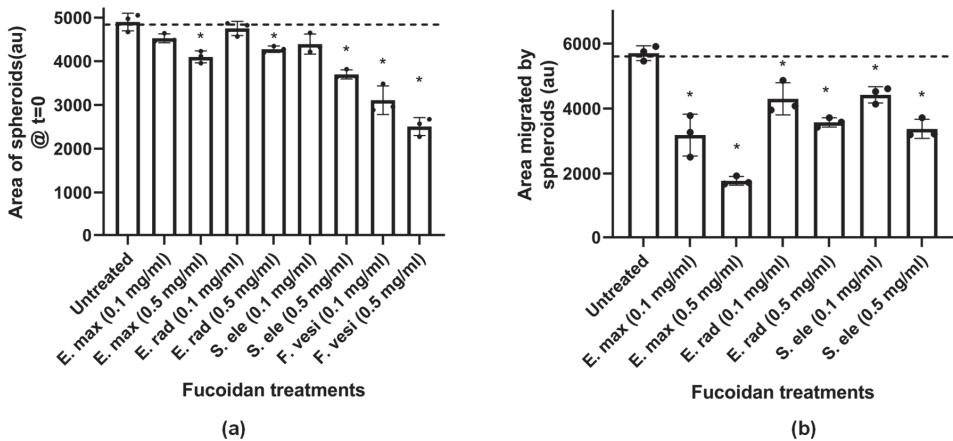 Area of spheroids(au)
@ t=0
5000
4000
3000
2000
1000
0
*
*
*
*
*
Untreated
E. max (0.1 mg/ml)
E. max (0.5 mg/ml)
E. rad (0.1 mg/ml)
E. rad (0.5 mg/ml)
S. ele (0.1 mg/ml)
S. ele (0.5 mg/ml)
F. vesi (0.1 mg/ml)
F. vesi (0.5 mg/ml)
Fucoidan treatments
(a)
Area migrated by
spheroids (au)
6000
4000
2000
0
*
*
*
*
*
*
Untreated
E. max (0.1 mg/ml)
E. max (0.5 mg/ml)
E. rad (0.1 mg/ml)
E. rad (0.5 mg/ml)
S. ele (0.1 mg/ml)
S. ele (0.5 mg/ml)
Fucoidan treatments
(b)